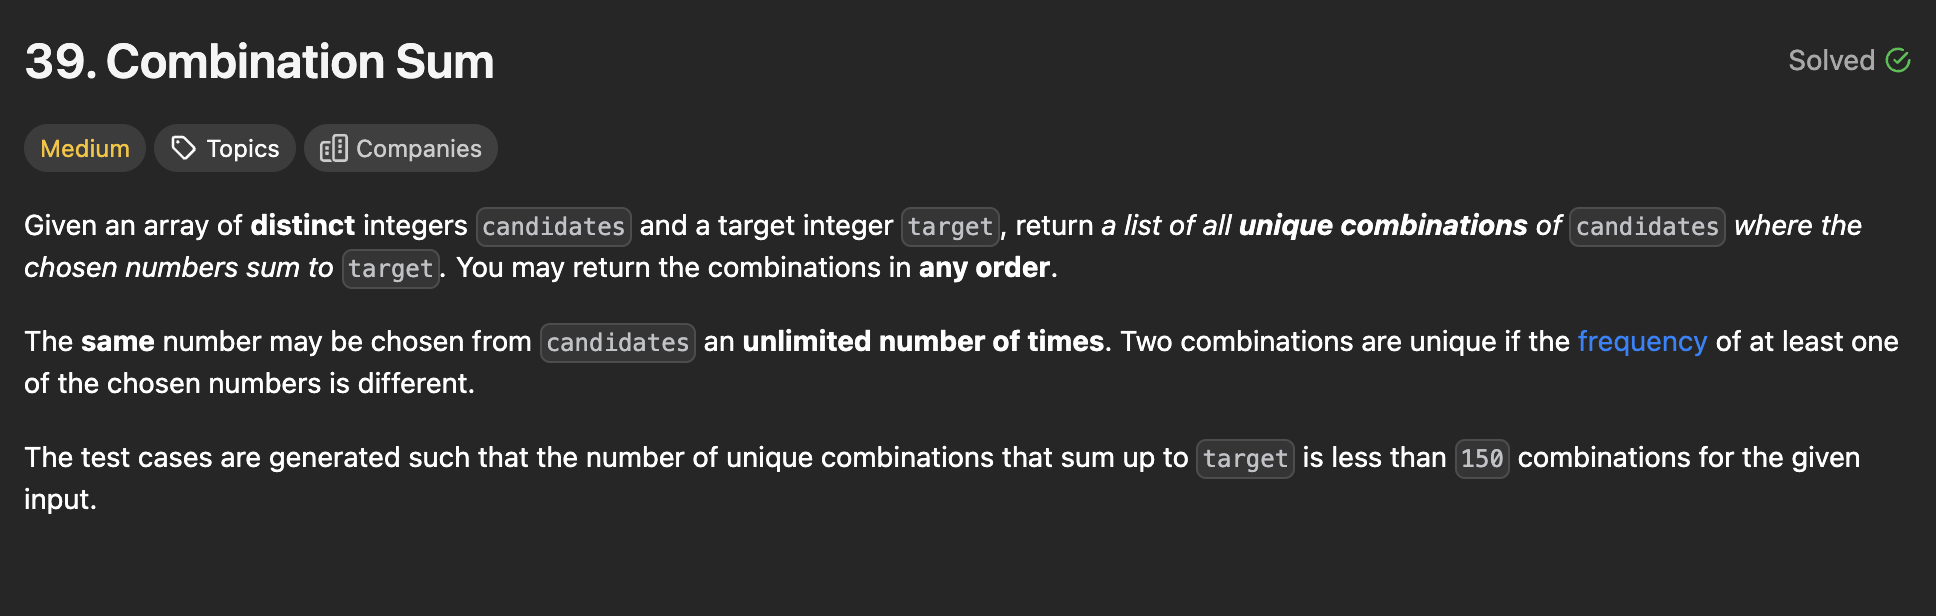 39. Combination Sum
Solved
Medium
Topics
Companies
Given an array of distinct integers candidates and a target integer target, return a list of all unique combinations of candidates where the
chosen numbers sum to target. You may return the combinations in any order.
The same number may be chosen from candidates an unlimited number of times. Two combinations are unique if the frequency of at least one
of the chosen numbers is different.
The test cases are generated such that the number of unique combinations that sum up to target is less than 150 combinations for the given
input.